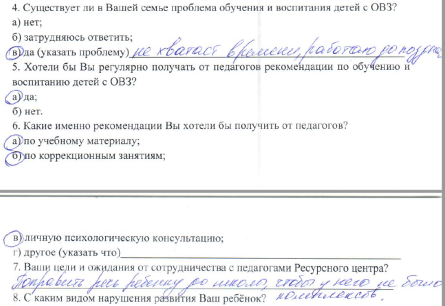 4. Существует ли в Вашей семье проблема обучения и воспитания детей с ОВЗ?
а) нет;
б) затрудняюсь ответить;
в) да (указать проблему) не хватает времени, работаю до поздна
5. Хотели бы Вы регулярно получать от педагогов рекомендации по обучению и
воспитанию детей с ОВЗ?
а) да;
б) нет.
6. Какие именно рекомендации Вы хотели бы получить от педагогов?
а) по учебному материалу;
б) по коррекционным занятиям;
в) личную психологическую консультацию;
г) другое (указать что)
7. Ваши цели и ожидания от сотрудничества с педагогами Ресурсного центра?
Поправить речь ребёнку до школы, чтобы у него не было
комплексов.
8. С каким видом нарушения развития Ваш ребёнок?